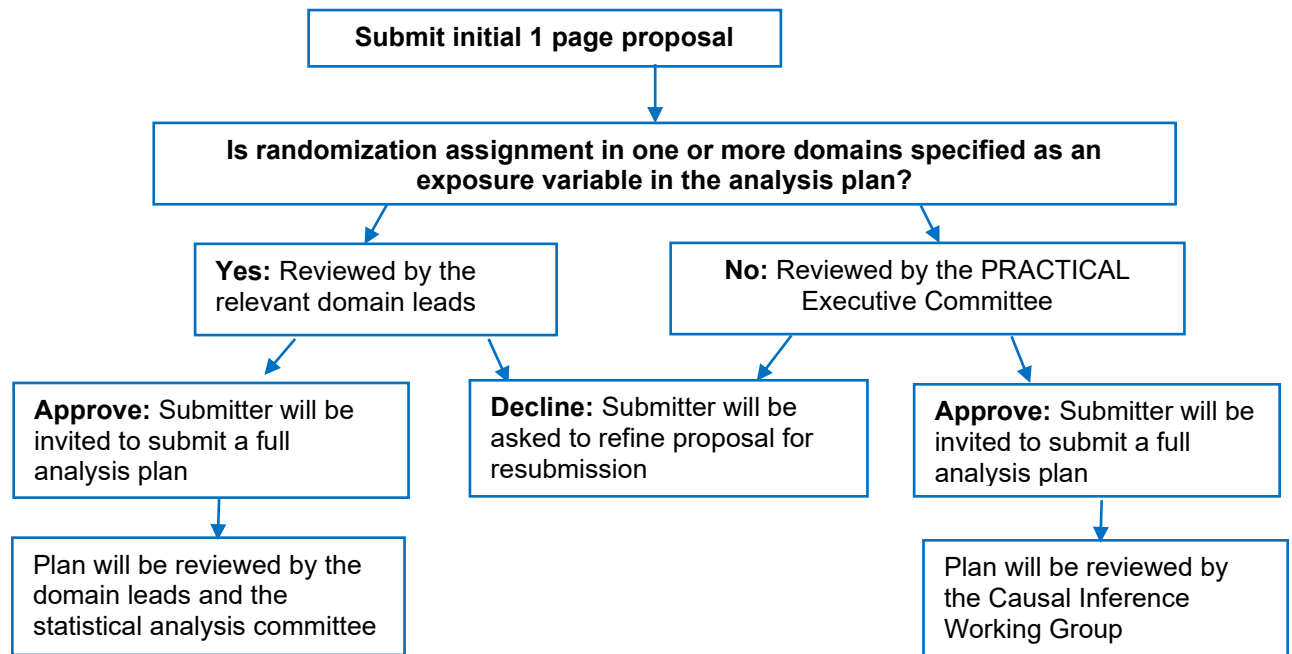 Submit initial 1 page proposal
Is randomization assignment in one or more domains specified as an
exposure variable in the analysis plan?
Yes: Reviewed by the
relevant domain leads
No: Reviewed by the PRACTICAL
Executive Committee
Approve: Submitter will be
invited to submit a full
analysis plan
Decline: Submitter will be
asked to refine proposal for
resubmission
Approve: Submitter will be
invited to submit a full
analysis plan
Plan will be reviewed by the
domain leads and the
statistical analysis committee
Plan will be reviewed by
the Causal Inference
Working Group